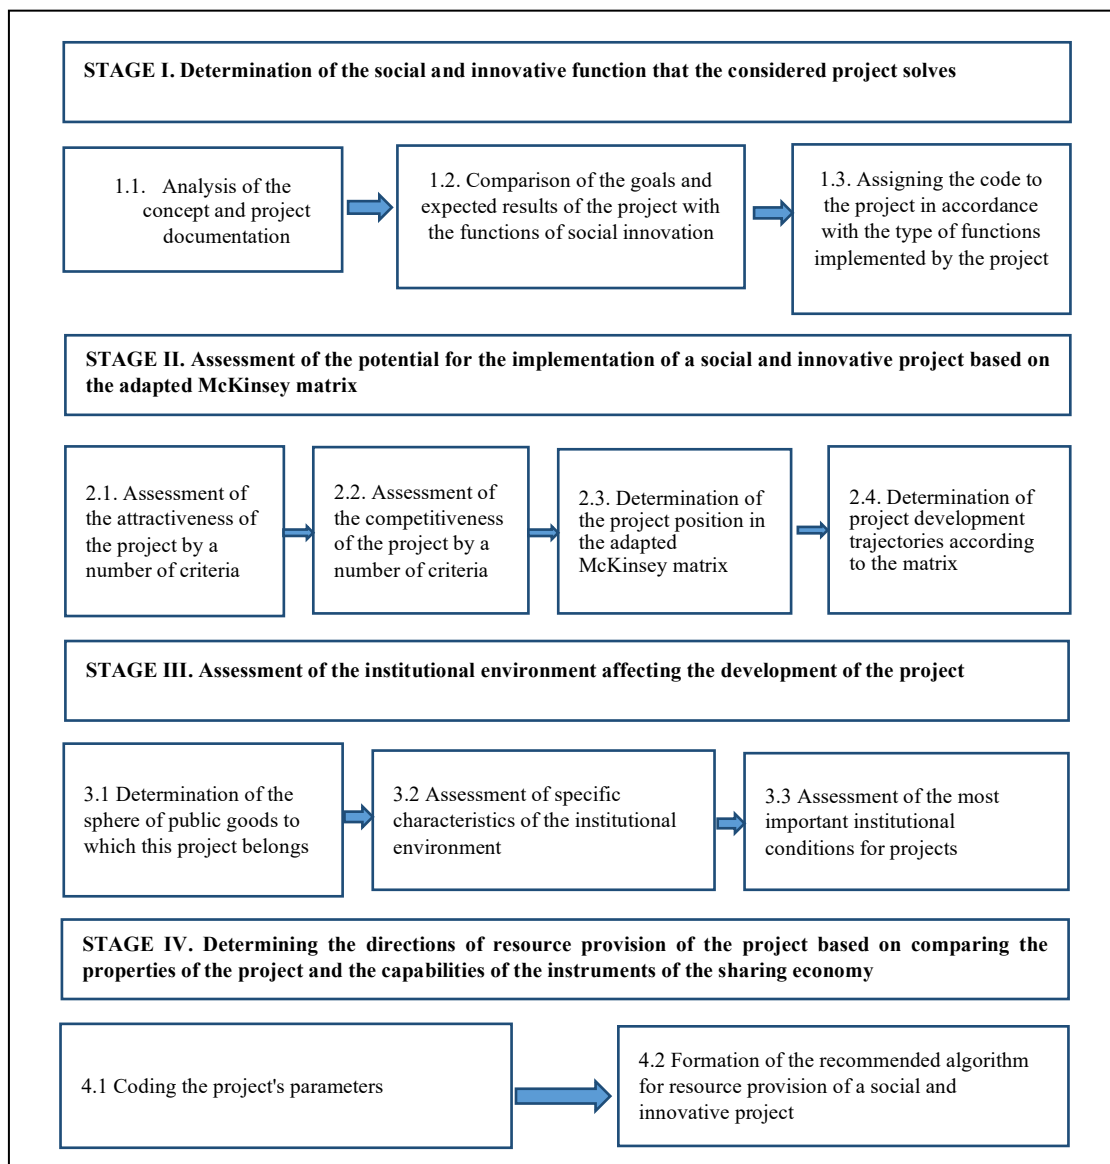 STAGE I. Determination of the social and innovative function that the considered project solves
1.1. Analysis of the
concept and project
documentation
1.2. Comparison of the goals and
expected results of the project with
the functions of social innovation
1.3. Assigning the code to
the project in accordance
with the type of functions
implemented by the project
STAGE II. Assessment of the potential for the implementation of a social and innovative project based on
the adapted McKinsey matrix
2.1. Assessment of
the attractiveness of
the project by a
number of criteria
2.2. Assessment of
the competitiveness
of the project by a
number of criteria
2.3. Determination of
the project position in
the adapted
McKinsey matrix
2.4. Determination of
project development
trajectories according
to the matrix
STAGE III. Assessment of the institutional environment affecting the development of the project
3.1 Determination of the
sphere of public goods to
which this project belongs
3.2 Assessment of specific
characteristics of the institutional
environment
3.3 Assessment of the most
important institutional
conditions for projects
STAGE IV. Determining the directions of resource provision of the project based on comparing the
properties of the project and the capabilities of the instruments of the sharing economy
4.1 Coding the project's parameters
4.2 Formation of the recommended algorithm
for resource provision of a social and
innovative project